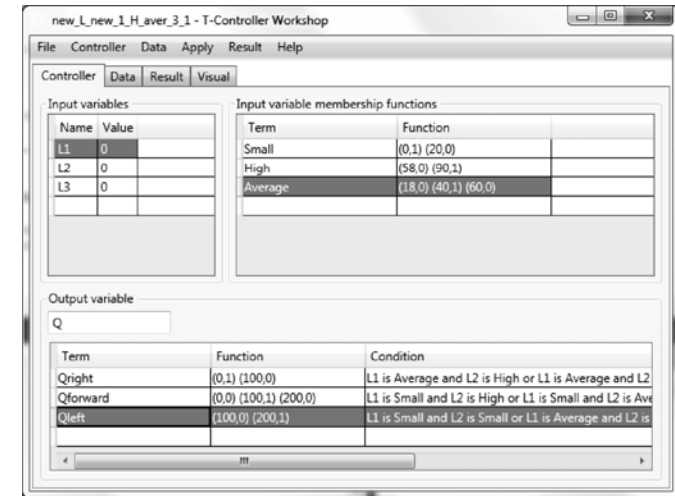 new_L_new_1_H_aver_3_1 - T-Controller Workshop
File Controller Data Apply Result Help
Controller Data Result Visual
Input variables
Name Value
L1 0
L2 0
L3 0
Input variable membership functions
Term Function
Small (0,1) (20,0)
High (58,0) (90,1)
Average (18,0) (40,1) (60,0)
Output variable
Q
Term Function Condition
Qright (0,1) (100,0) L1 is Average and L2 is High or L1 is Average and L2
Qforward (0,0) (100,1) (200,0) L1 is Small and L2 is High or L1 is Small and L2 is Ave
Qleft (100,0) (200,1) L1 is Small and L2 is Small or L1 is Average and L2 is